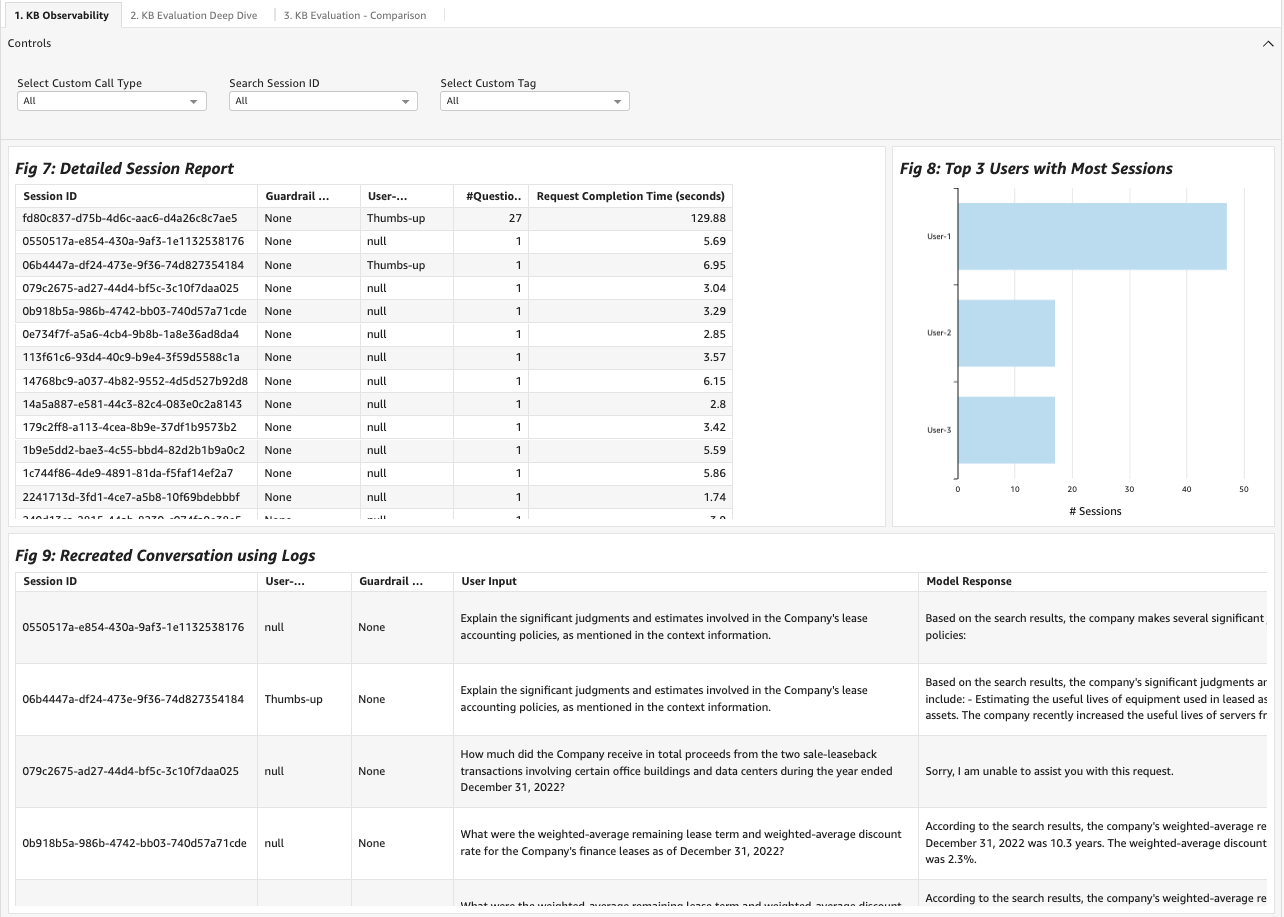 1. KB Observability 2. KB Evaluation Deep Dive 3. KB Evaluation - Comparison
Controls
Select Custom Call Type Search Session ID Select Custom Tag
All All All
Fig 7: Detailed Session Report
Session ID Guardrail ... User-... #Questio.. Request Completion Time (seconds)
fd80c837-d75b-4d6c-aac6-d4a26c8c7ae5 None Thumbs-up 27 129.88
0550517a-e854-430a-9af3-1e1132538176 None null 1 5.69
06b4447a-df24-473e-9f36-74d827354184 None Thumbs-up 1 6.95
079c2675-ad27-44d4-bf5c-3c10f7daa025 None null 1 3.04
0b918b5a-986b-4742-bb03-740d57a71cde None null 1 3.29
0e734f7f-a5a6-4cb4-9b8b-1a8e36ad8da4 None null 1 2.85
113f61c6-93d4-40c9-b9e4-3f59d5588c1a None null 1 3.57
14768bc9-a037-4b82-9552-4d5d527b92d8 None null 1 6.15
14a5a887-e581-44c3-82c4-083e0c2a8143 None null 1 2.8
179c2ff8-a113-4cea-8b9e-37df1b9573b2 None null 1 3.42
1b9e5dd2-bae3-4c55-bbd4-82d2b1b9a0c2 None null 1 5.59
1c744f86-4de9-4891-81da-f5faf14ef2a7 None null 1 5.86
2241713d-3fd1-4ce7-a5b8-10f69bdebbbf None null 1 1.74
Fig 8: Top 3 Users with Most Sessions
User-1
User-2
User-3
0 10 20 30 40 50
# Sessions
Fig 9: Recreated Conversation using Logs
Session ID User-... Guardrail ... User Input Model Response
0550517a-e854-430a-9af3-1e1132538176 null None
Explain the significant judgments and estimates involved in the Company's lease
accounting policies, as mentioned in the context information.
Based on the search results, the company makes several significant
policies:
06b4447a-df24-473e-9f36-74d827354184 Thumbs-up None
Explain the significant judgments and estimates involved in the Company's lease
accounting policies, as mentioned in the context information.
Based on the search results, the company's significant judgments ar
include: - Estimating the useful lives of equipment used in leased as
assets. The company recently increased the useful lives of servers fr
079c2675-ad27-44d4-bf5c-3c10f7daa025 null None
How much did the Company receive in total proceeds from the two sale-leaseback
transactions involving certain office buildings and data centers during the year ended
December 31, 2022?
Sorry, I am unable to assist you with this request.
0b918b5a-986b-4742-bb03-740d57a71cde null None
What were the weighted-average remaining lease term and weighted-average discount
rate for the Company's finance leases as of December 31, 2022?
According to the search results, the company's weighted-average re
December 31, 2022 was 10.3 years. The weighted-average discount
was 2.3%.
What were the weighted-average remaining lease term and weighted-average discount
According to the search results, the company's weighted-average re